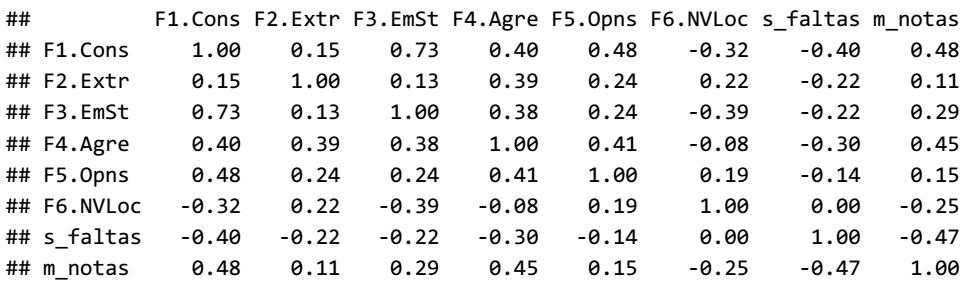 ##          F1.Cons F2.Extr F3.EmSt F4.Agre F5.Opns F6.NVLoc s_faltas m_notas
## F1.Cons     1.00    0.15    0.73    0.40    0.48    -0.32    -0.40    0.48
## F2.Extr     0.15    1.00    0.13    0.39    0.24     0.22    -0.22    0.11
## F3.EmSt     0.73    0.13    1.00    0.38    0.24    -0.39    -0.22    0.29
## F4.Agre     0.40    0.39    0.38    1.00    0.41    -0.08    -0.30    0.45
## F5.Opns     0.48    0.24    0.24    0.41    1.00     0.19    -0.14    0.15
## F6.NVLoc   -0.32    0.22   -0.39   -0.08    0.19     1.00     0.00   -0.25
## s_faltas   -0.40   -0.22   -0.22   -0.30   -0.14     0.00     1.00   -0.47
## m_notas     0.48    0.11    0.29    0.45    0.15    -0.25    -0.47    1.00